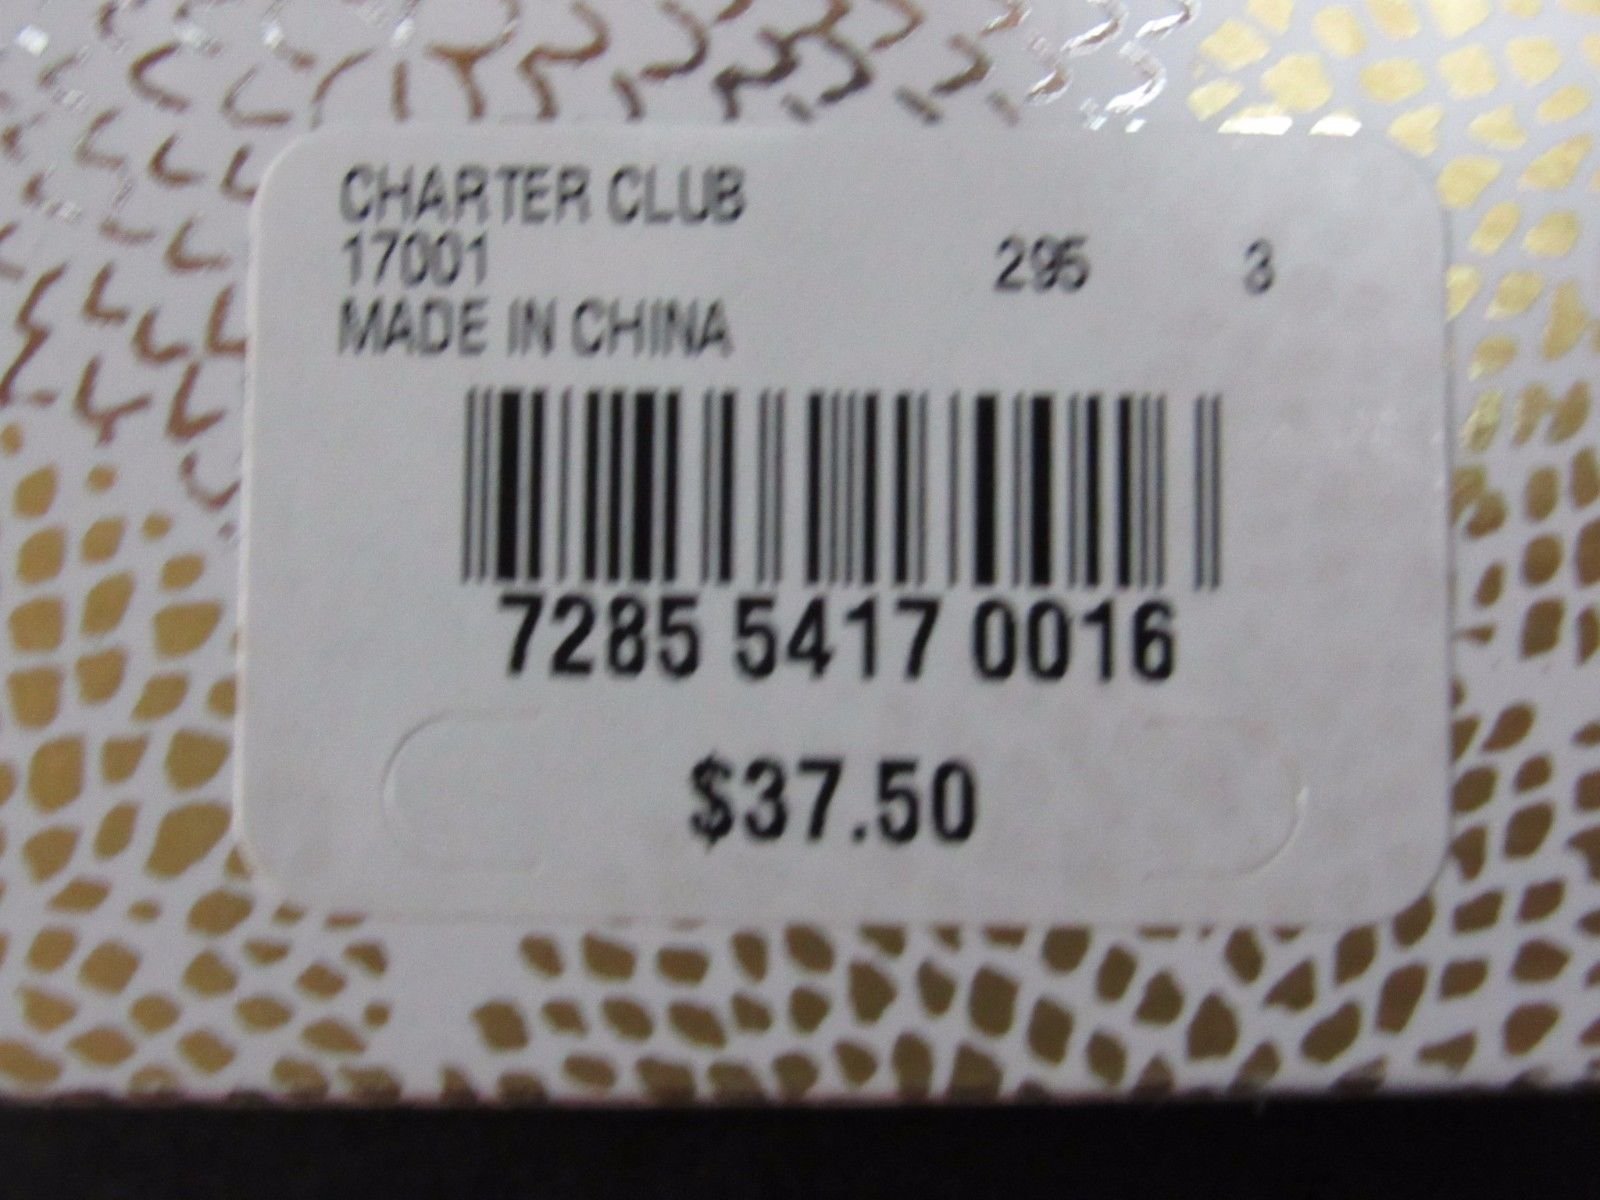 CHARTER CLUB
17001 295 3
MADE IN CHINA
7285 5417 0016
$37.50